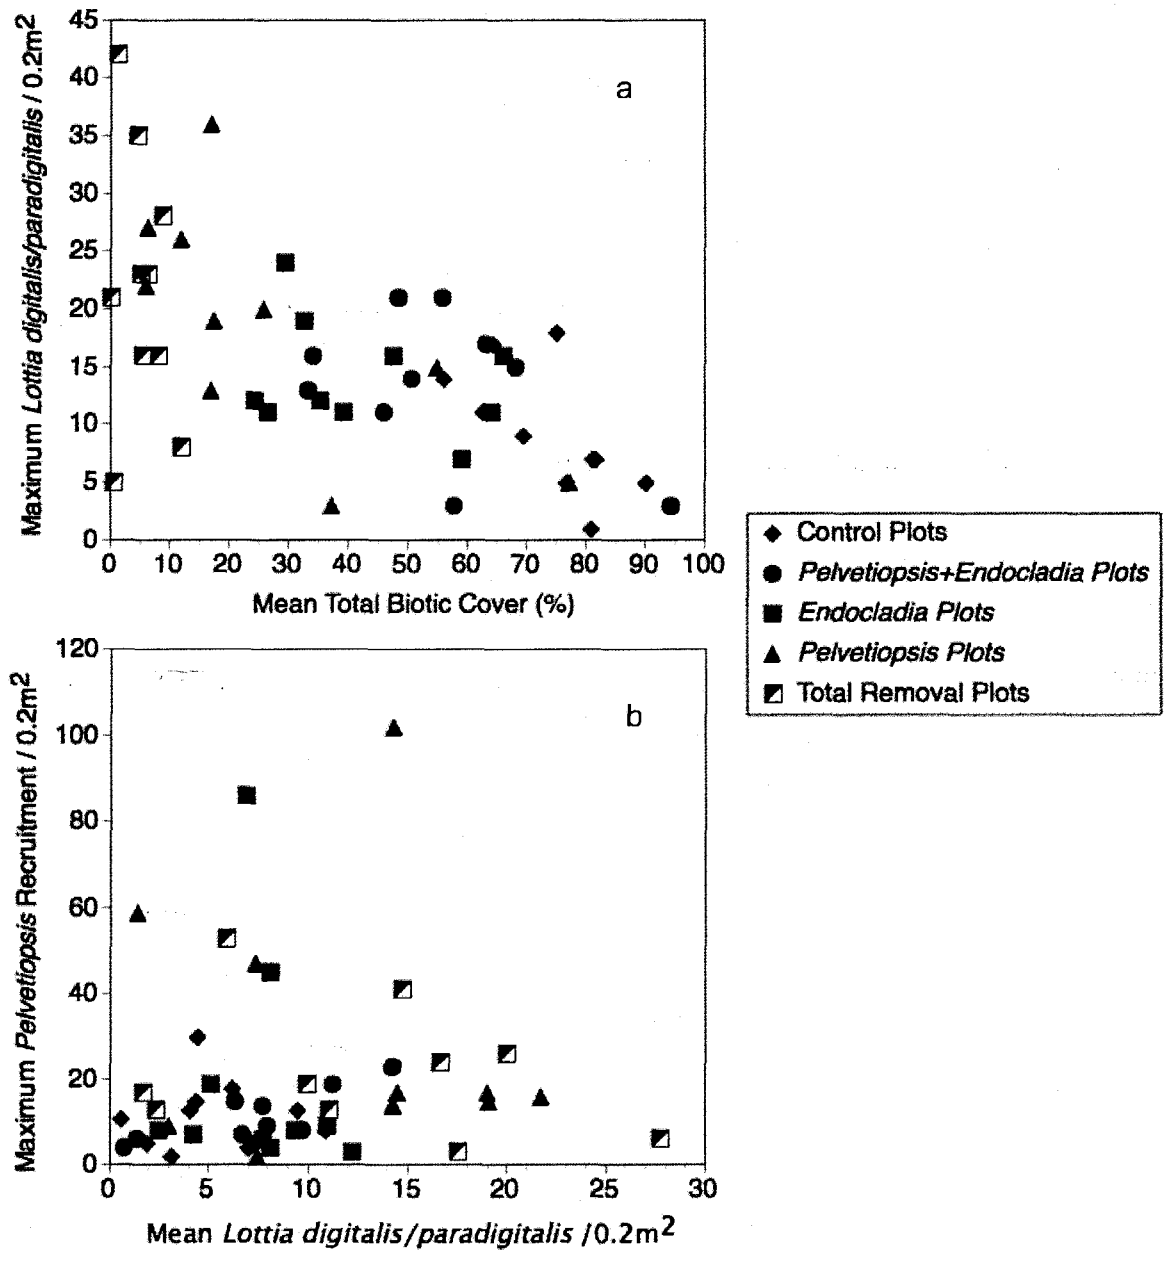 45
40
35
30
25
20
15
10
5
0
Maximum Lottia digitalis/paradigitalis / 0.2m2
a
0 10 20 30 40 50 60 70 80 90 100
Mean Total Biotic Cover (%)
Control Plots
Pelvetiopsis+Endocladia Plots
Endocladia Plots
Pelvetiopsis Plots
Total Removal Plots
120
100
80
60
40
20
0
Maximum Pelvetiopsis Recruitment / 0.2m2
b
0 5 10 15 20 25 30
Mean Lottia digitalis/paradigitalis /0.2m2